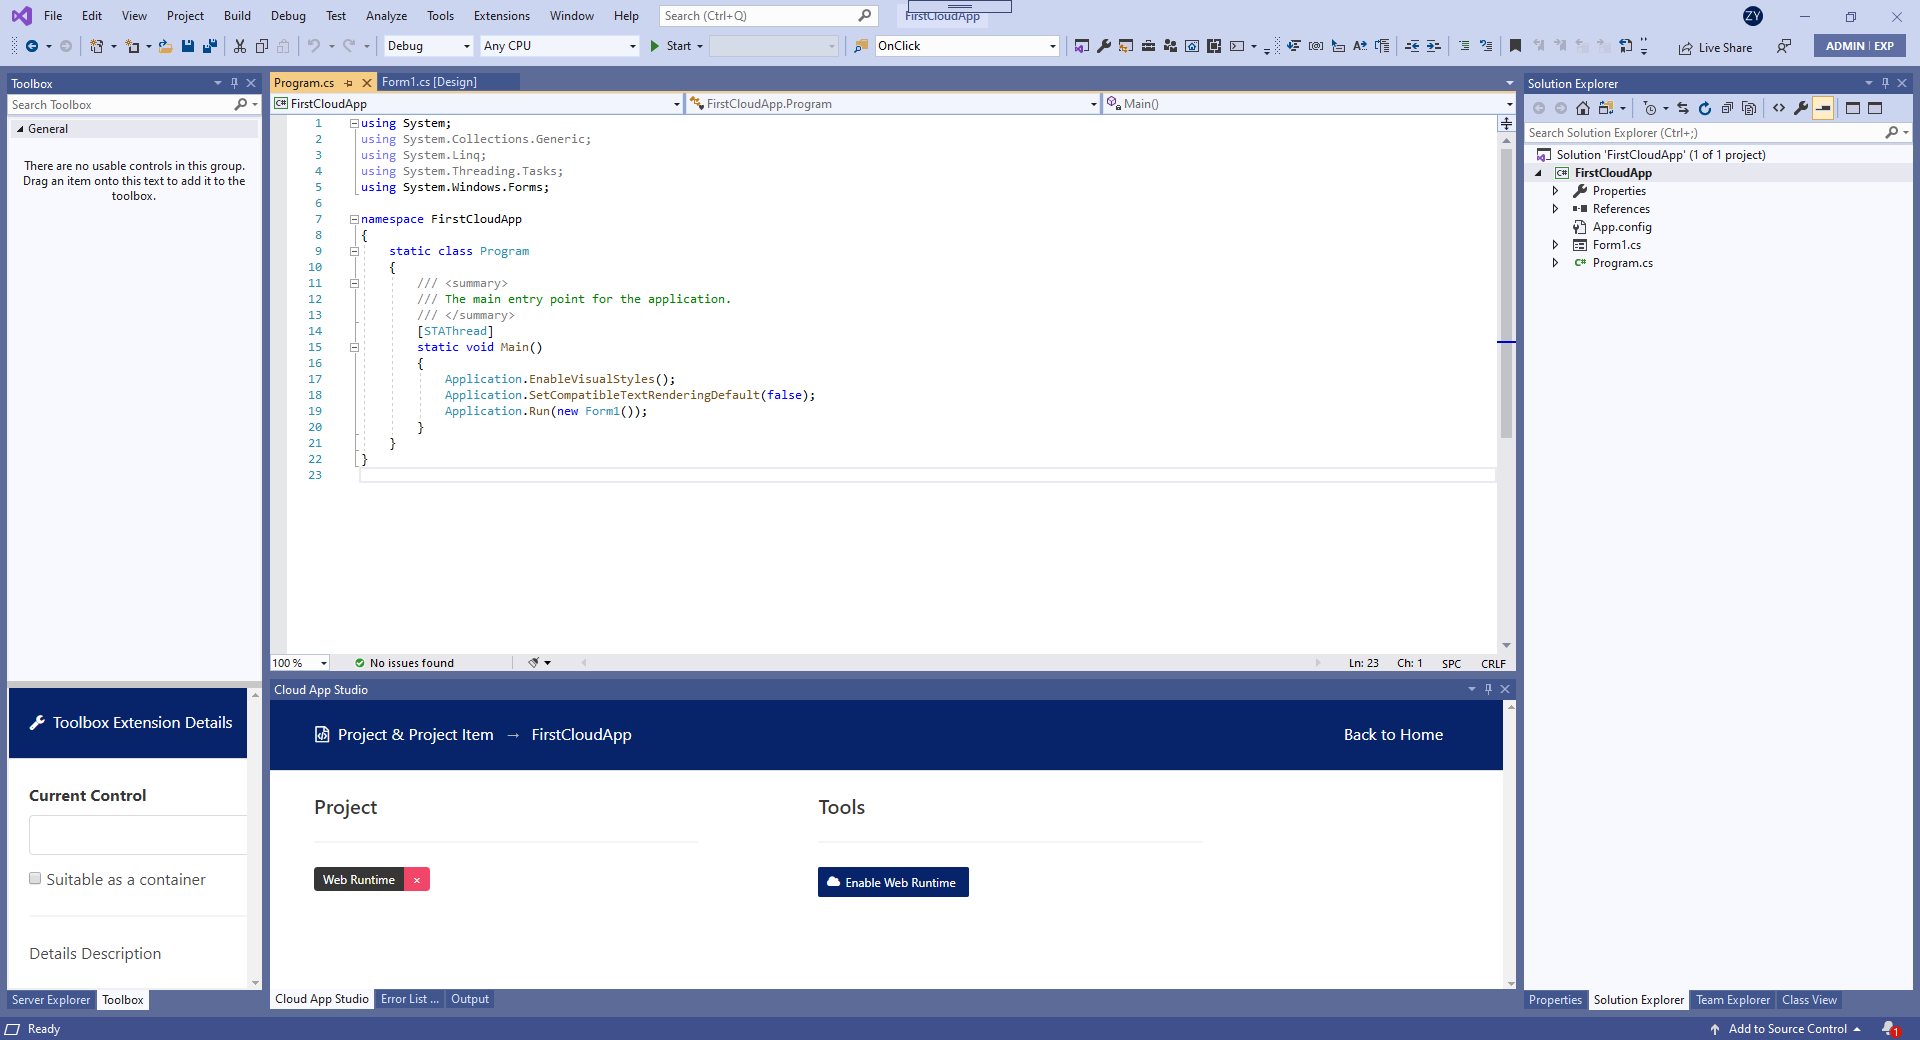 File Edit View Project Build Debug Test Analyze Tools Extensions Window Help Search (Ctrl+Q) FirstCloudApp ZY
Debug Any CPU Start OnClick Live Share ADMIN EXP
Toolbox
Search Toolbox
General
There are no usable controls in this group.
Drag an item onto this text to add it to the
toolbox.
Toolbox Extension Details
Current Control
Suitable as a container
Details Description
Server Explorer Toolbox
Program.cs Form1.cs [Design]
C# FirstCloudApp FirstCloudApp.Program Main()
1 using System;
2 using System.Collections.Generic;
3 using System.Linq;
4 using System.Threading.Tasks;
5 using System.Windows.Forms;
6
7 namespace FirstCloudApp
8 {
9 static class Program
10 {
11 /// <summary>
12 /// The main entry point for the application.
13 /// </summary>
14 [STAThread]
15 static void Main()
16 {
17 Application.EnableVisualStyles();
18 Application.SetCompatibleTextRenderingDefault(false);
19 Application.Run(new Form1());
20 }
21 }
22 }
23
100 % No issues found Ln: 23 Ch: 1 SPC CRLF
Cloud App Studio
Project & Project Item → FirstCloudApp Back to Home
Project Tools
Web Runtime × Enable Web Runtime
Cloud App Studio Error List ... Output
Solution Explorer
Search Solution Explorer (Ctrl+;)
Solution 'FirstCloudApp' (1 of 1 project)
C# FirstCloudApp
Properties
References
App.config
Form1.cs
C# Program.cs
Properties Solution Explorer Team Explorer Class View
Ready Add to Source Control 1